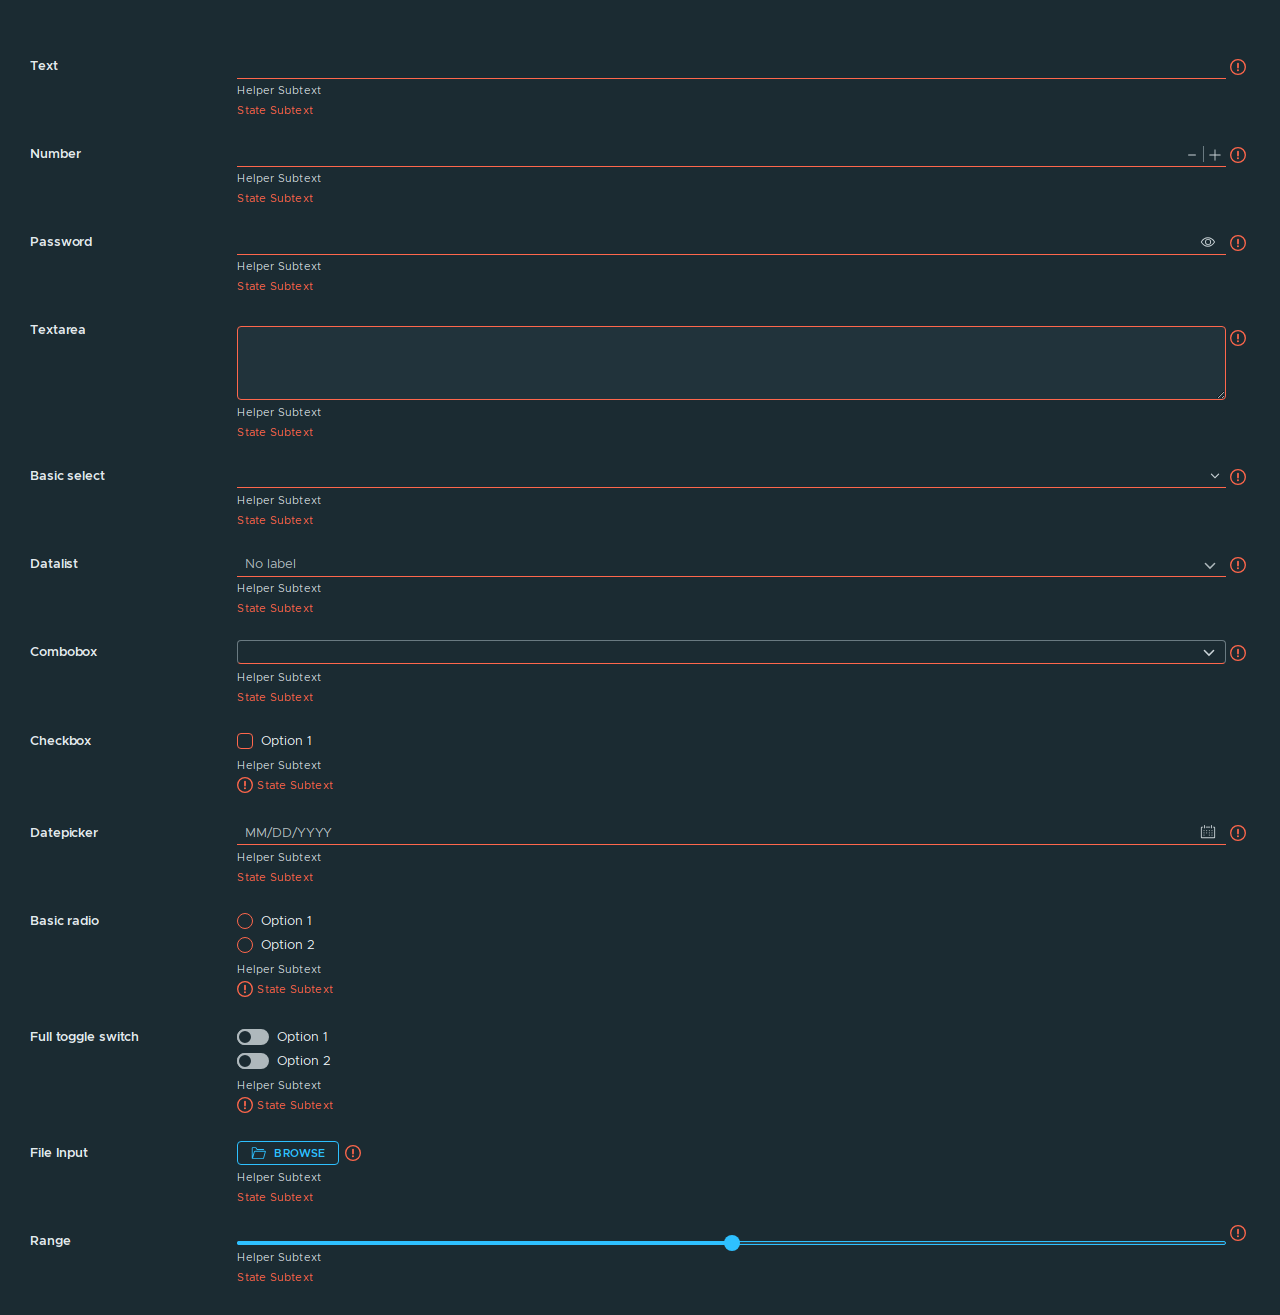 Text
Helper Subtext
State Subtext
Number
Helper Subtext
State Subtext
Password
Helper Subtext
State Subtext
Textarea
Helper Subtext
State Subtext
Basic select
Helper Subtext
State Subtext
Datalist No label
Helper Subtext
State Subtext
Combobox
Helper Subtext
State Subtext
Checkbox Option 1
Helper Subtext
State Subtext
Datepicker MM/DD/YYYY
Helper Subtext
State Subtext
Basic radio Option 1
Option 2
Helper Subtext
State Subtext
Full toggle switch Option 1
Option 2
Helper Subtext
State Subtext
File Input BROWSE
Helper Subtext
State Subtext
Range
Helper Subtext
State Subtext